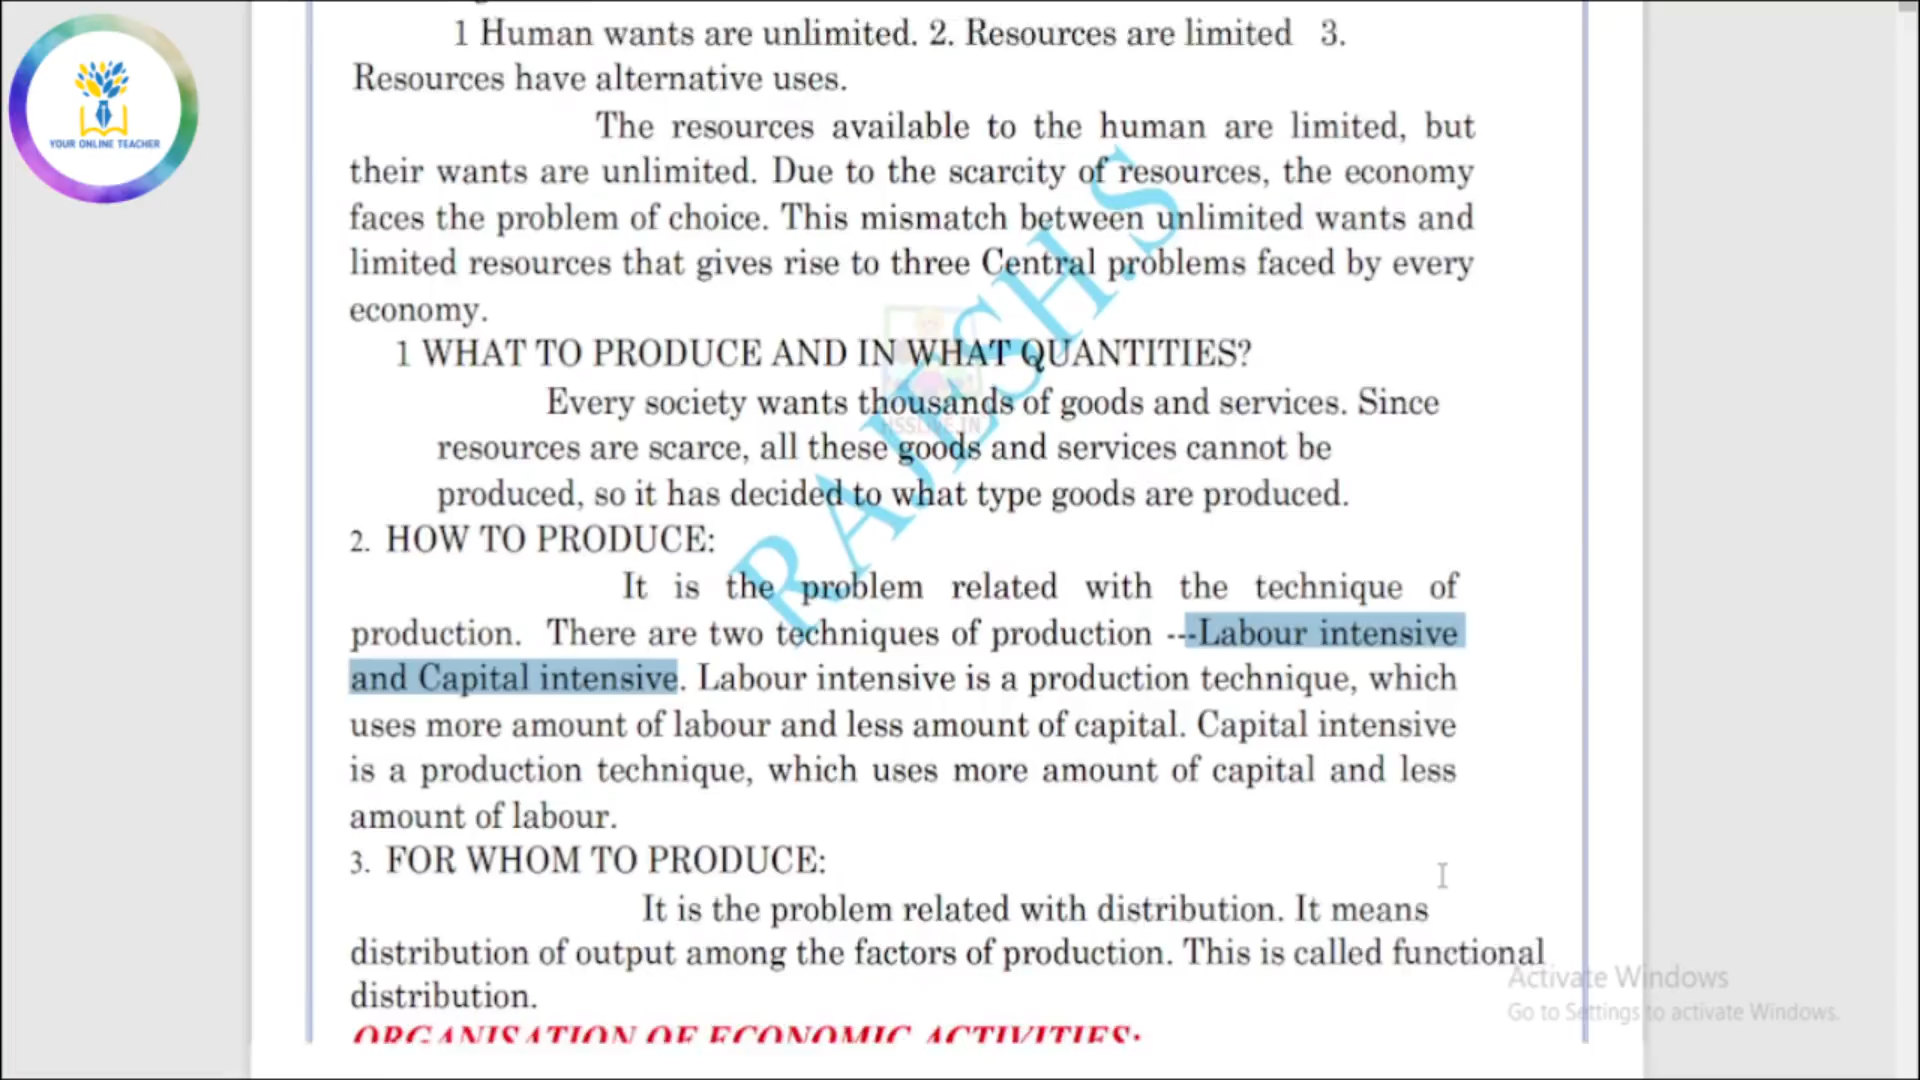 1 Human wants are unlimited. 2. Resources are limited 3.
Resources have alternative uses.
The resources available to the human are limited, but
their wants are unlimited. Due to the scarcity of resources, the economy
faces the problem of choice. This mismatch between unlimited wants and
limited resources that gives rise to three Central problems faced by every
economy.
1 WHAT TO PRODUCE AND IN WHAT QUANTITIES?
Every society wants thousands of goods and services. Since
resources are scarce, all these goods and services cannot be
produced, so it has decided to what type goods are produced.
2. HOW TO PRODUCE:
It is the problem related with the technique of
production. There are two techniques of production ---Labour intensive
and Capital intensive. Labour intensive is a production technique, which
uses more amount of labour and less amount of capital. Capital intensive
is a production technique, which uses more amount of capital and less
amount of labour.
3. FOR WHOM TO PRODUCE:
It is the problem related with distribution. It means
distribution of output among the factors of production. This is called functional
distribution.
ORGANISATION OF ECONOMIC ACTIVITIES:
YOUR ONLINE TEACHER
RAJESH.S
HSSLIVE.IN
Activate Windows
Go to Settings to activate Windows.